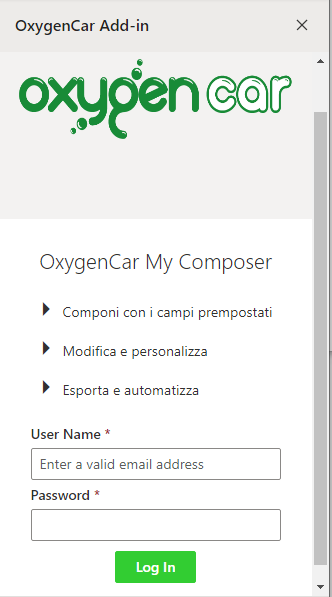 OxygenCar Add-in
oxygen car
OxygenCar My Composer
Componi con i campi prempostati
Modifica e personalizza
Esporta e automatizza
User Name *
Enter a valid email address
Password *
Log In